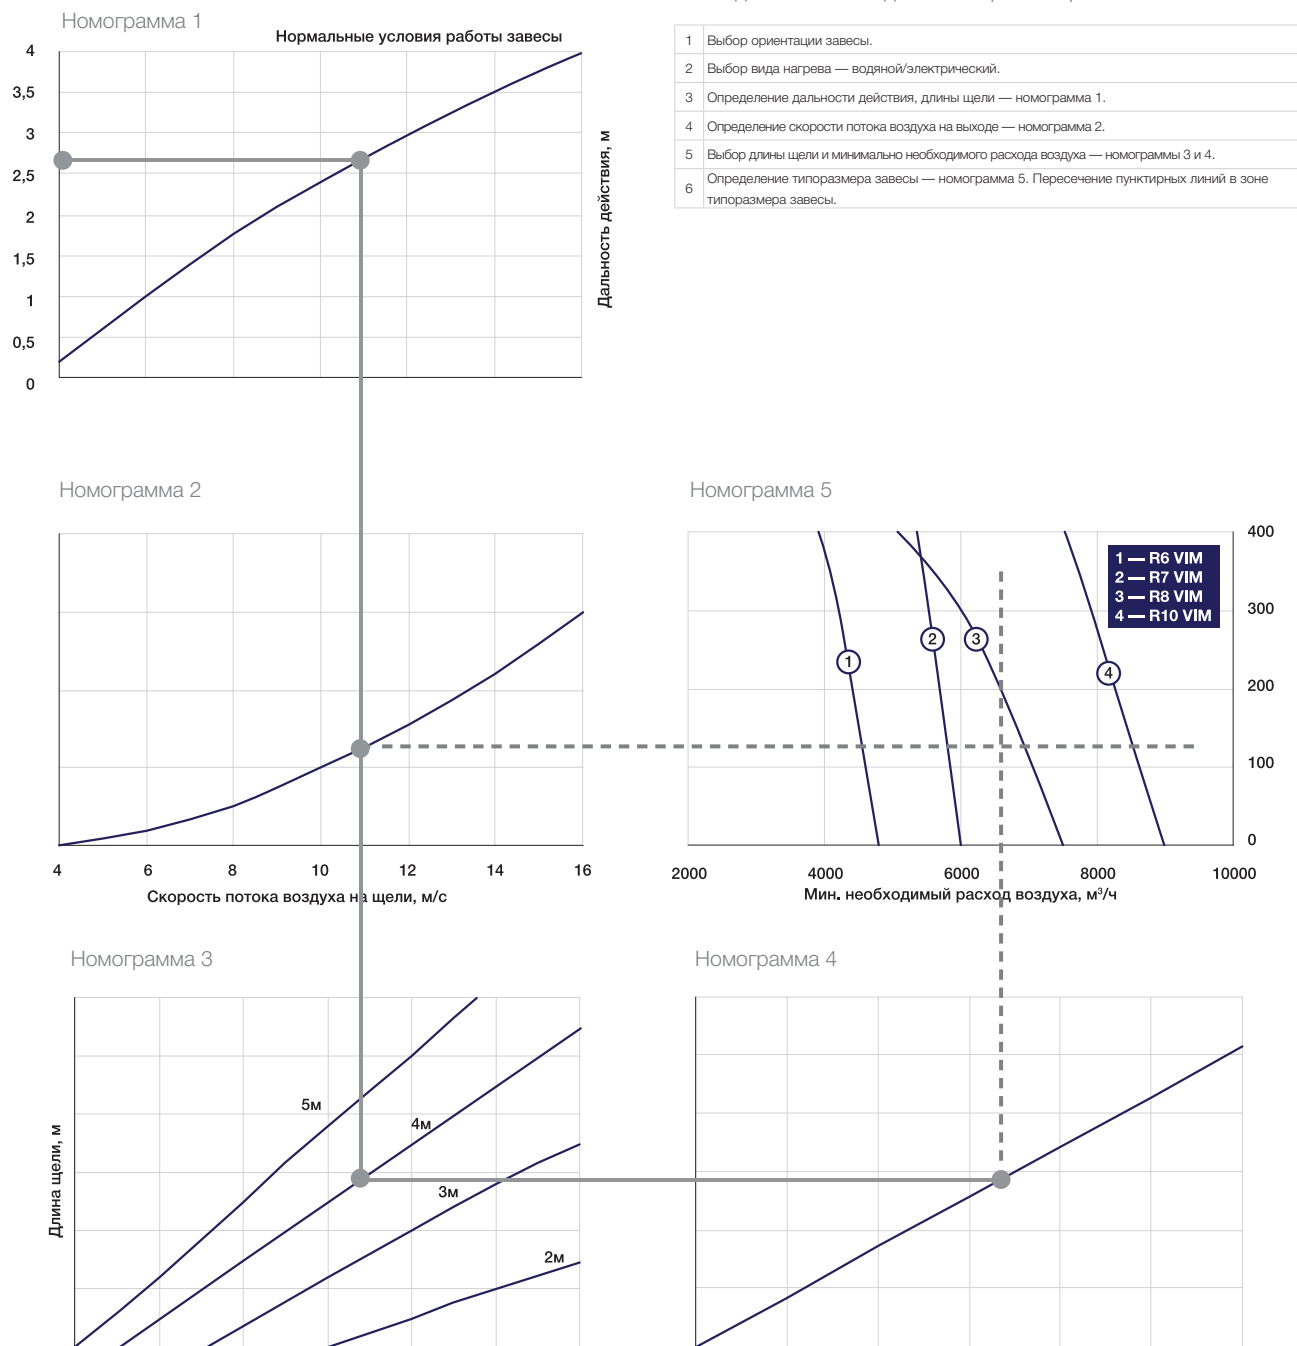 Номограмма 1
Нормальные условия работы завесы
4
3,5
3
2,5
2
1,5
1
0,5
0
Дальность действия, м
1 Выбор ориентации завесы.
2 Выбор вида нагрева — водяной/электрический.
3 Определение дальности действия, длины щели — номограмма 1.
4 Определение скорости потока воздуха на выходе — номограмма 2.
5 Выбор длины щели и минимально необходимого расхода воздуха — номограммы 3 и 4.
6 Определение типоразмера завесы — номограмма 5. Пересечение пунктирных линий в зоне
типоразмера завесы.
Номограмма 2
4 6 8 10 12 14 16
Скорость потока воздуха на щели, м/с
Номограмма 5
1 — R6 VIM
2 — R7 VIM
3 — R8 VIM
4 — R10 VIM
1
2
3
4
400
300
200
100
0
2000 4000 6000 8000 10000
Мин. необходимый расход воздуха, м³/ч
Номограмма 3
Длина щели, м
5м
4м
3м
2м
Номограмма 4